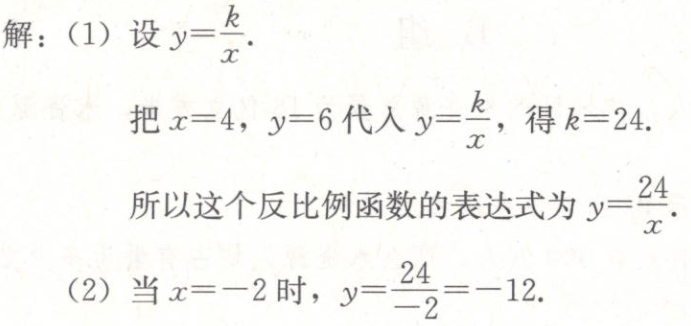 解：（1）设 y=k/x.
把 x=4，y=6 代入 y=k/x，得 k=24.
所以这个反比例函数的表达式为 y=24/x.
（2）当 x=－2 时，y=24/－2=－12.